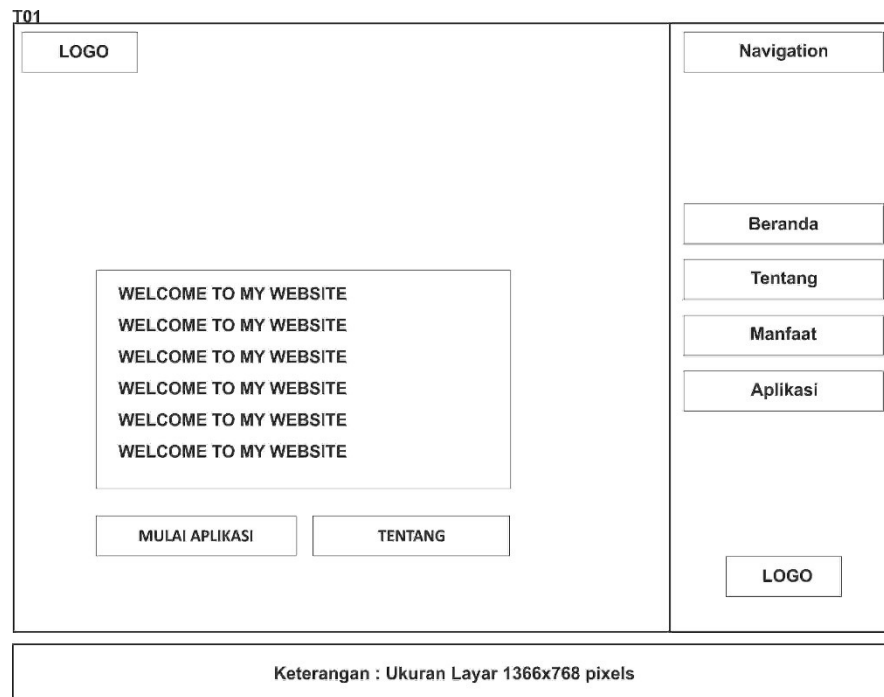 T01
LOGO
Navigation
Beranda
Tentang
Manfaat
Aplikasi
WELCOME TO MY WEBSITE
WELCOME TO MY WEBSITE
WELCOME TO MY WEBSITE
WELCOME TO MY WEBSITE
WELCOME TO MY WEBSITE
WELCOME TO MY WEBSITE
MULAI APLIKASI
TENTANG
LOGO
Keterangan : Ukuran Layar 1366x768 pixels